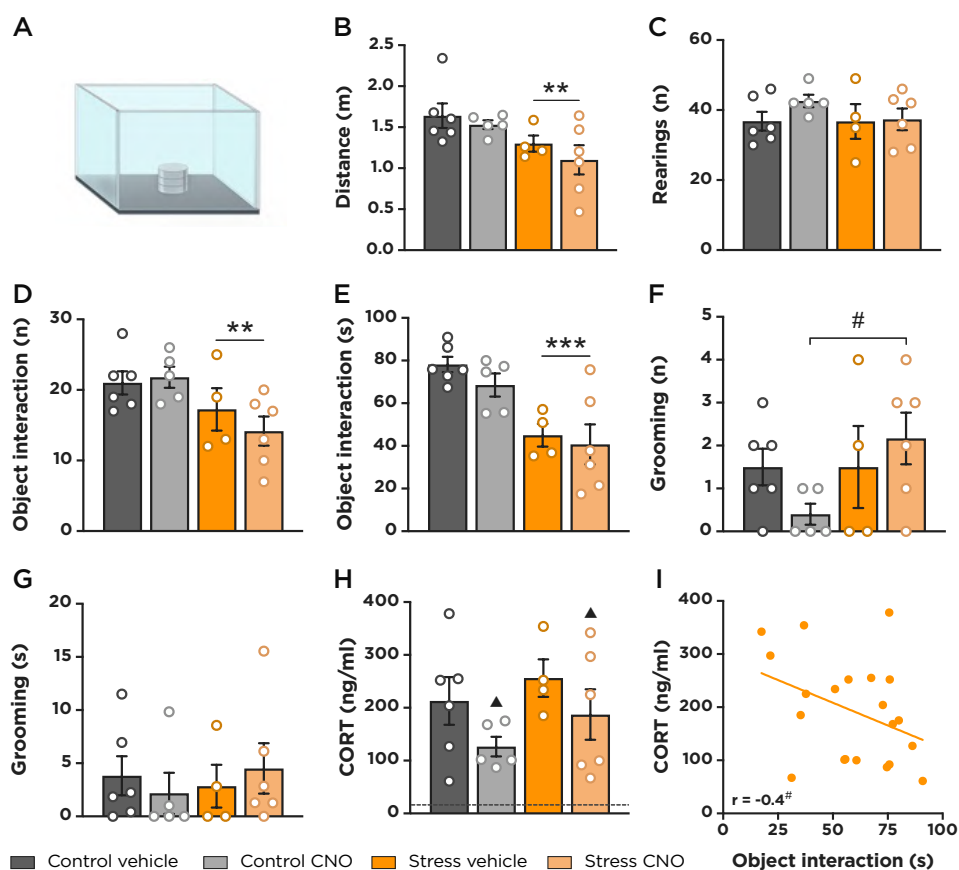 A
B
Distance (m)
2.5
2.0
1.5
1.0
0.5
0.0
**
C
Rearings (n)
60
40
20
0
D
Object interaction (n)
30
20
10
0
**
E
Object interaction (s)
100
80
60
40
20
0
***
F
Grooming (n)
5
4
3
2
1
0
#
G
Grooming (s)
20
15
10
5
0
H
CORT (ng/ml)
400
300
200
100
0
▲
▲
I
CORT (ng/ml)
400
300
200
100
0
r = -0.4#
0 25 50 75 100
Object interaction (s)
Control vehicle Control CNO Stress vehicle Stress CNO